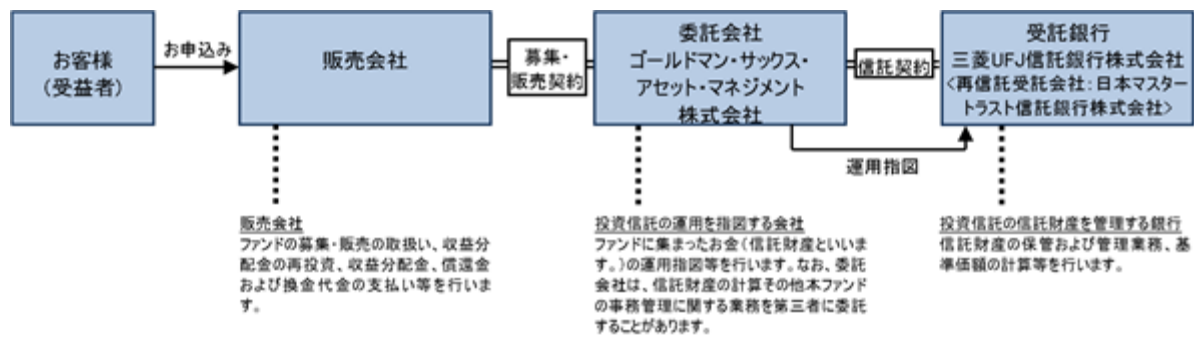 お客様
（受益者）
お申込み
販売会社
募集・
販売契約
委託会社
ゴールドマン・サックス・
アセット・マネジメント
株式会社
信託契約
受託銀行
三菱UFJ信託銀行株式会社
＜再信託受託会社：日本マスター
トラスト信託銀行株式会社＞
運用指図
販売会社
ファンドの募集・販売の取扱い、収益分
配金の再投資、収益分配金、償還金
および換金代金の支払い等を行いま
す。
投資信託の運用を指図する会社
ファンドに集まったお金（信託財産といいま
す。）の運用指図等を行います。なお、委託
会社は、信託財産の計算その他本ファンド
の事務管理に関する業務を第三者に委託
することがあります。
投資信託の信託財産を管理する銀行
信託財産の保管および管理業務、基
準価額の計算等を行います。